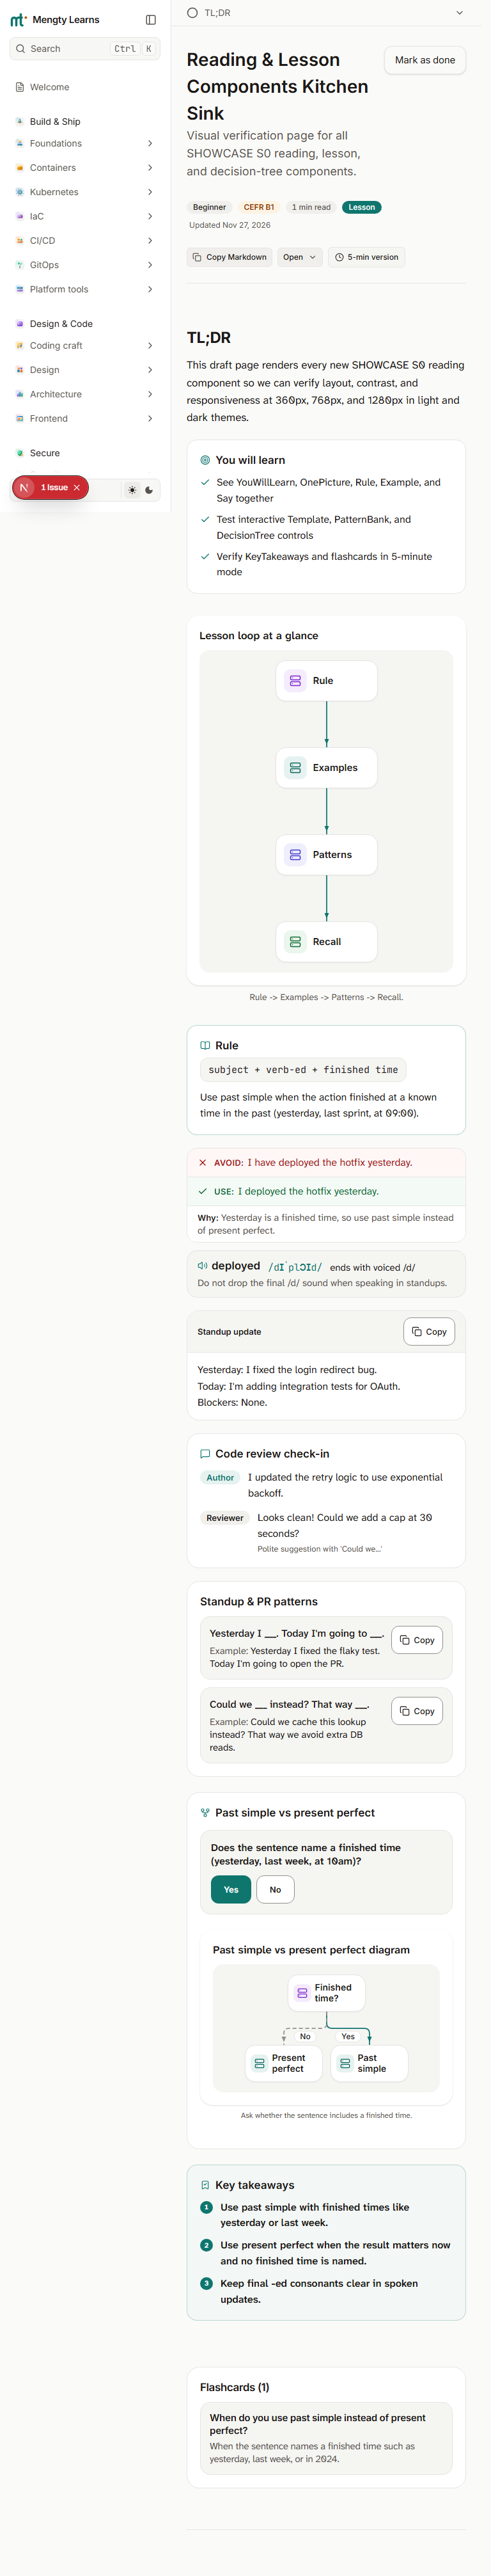 Mengty Learns
Search Ctrl K
Welcome
Build & Ship
Foundations
Containers
Kubernetes
IaC
CI/CD
GitOps
Platform tools
Design & Code
Coding craft
Design
Architecture
Frontend
Secure
N 1 Issue
TL;DR
Reading & Lesson
Components Kitchen
Sink
Mark as done
Visual verification page for all
SHOWCASE S0 reading, lesson,
and decision-tree components.
Beginner CEFR B1 1 min read Lesson
Updated Nov 27, 2026
Copy Markdown Open 5-min version
TL;DR
This draft page renders every new SHOWCASE S0 reading
component so we can verify layout, contrast, and
responsiveness at 360px, 768px, and 1280px in light and
dark themes.
You will learn
See YouWillLearn, OnePicture, Rule, Example, and
Say together
Test interactive Template, PatternBank, and
DecisionTree controls
Verify KeyTakeaways and flashcards in 5-minute
mode
Lesson loop at a glance
Rule
Examples
Patterns
Recall
Rule -> Examples -> Patterns -> Recall.
Rule
subject + verb-ed + finished time
Use past simple when the action finished at a known
time in the past (yesterday, last sprint, at 09:00).
AVOID: I have deployed the hotfix yesterday.
USE: I deployed the hotfix yesterday.
Why: Yesterday is a finished time, so use past simple instead
of present perfect.
deployed /dɪˈplɔɪd/ ends with voiced /d/
Do not drop the final /d/ sound when speaking in standups.
Standup update
Copy
Yesterday: I fixed the login redirect bug.
Today: I'm adding integration tests for OAuth.
Blockers: None.
Code review check-in
Author I updated the retry logic to use exponential
backoff.
Reviewer Looks clean! Could we add a cap at 30
seconds?
Polite suggestion with 'Could we...'
Standup & PR patterns
Yesterday I ___. Today I'm going to ___.
Copy
Example: Yesterday I fixed the flaky test.
Today I'm going to open the PR.
Could we ___ instead? That way ___.
Copy
Example: Could we cache this lookup
instead? That way we avoid extra DB
reads.
Past simple vs present perfect
Does the sentence name a finished time
(yesterday, last week, at 10am)?
Yes No
Past simple vs present perfect diagram
Finished
time?
No Yes
Present
perfect
Past
simple
Ask whether the sentence includes a finished time.
Key takeaways
1 Use past simple with finished times like
yesterday or last week.
2 Use present perfect when the result matters now
and no finished time is named.
3 Keep final -ed consonants clear in spoken
updates.
Flashcards (1)
When do you use past simple instead of present
perfect?
When the sentence names a finished time such as
yesterday, last week, or in 2024.